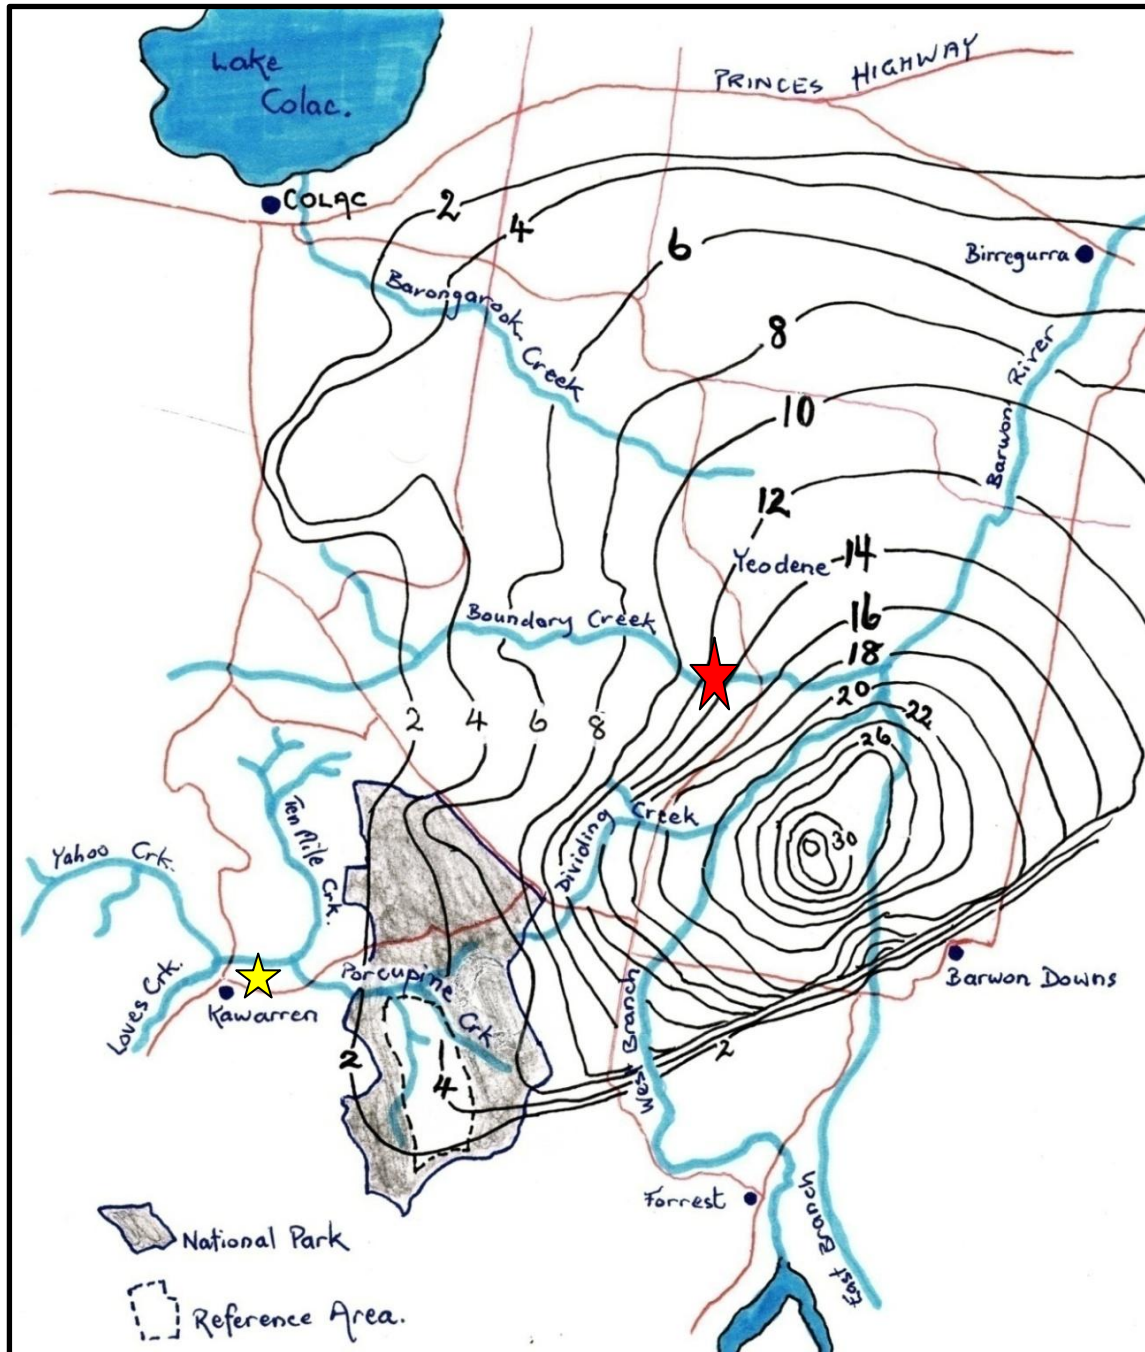 Lake
Colac.
PRINCES HIGHWAY
COLAC
2
4
6
Birregurra
Barongarook
Creek
8
Barwon River
10
12
Yeodene
14
Boundary Creek
16
18
20
22
2
4
6
8
26
Ten Mile Crk.
Dividing Creek
30
Yahoo Crk.
Porcupine
Crk
Barwon Downs
Loves Crk.
Kawarren
2
4
2
West Branch
Forrest
East Branch
National Park
Reference Area.